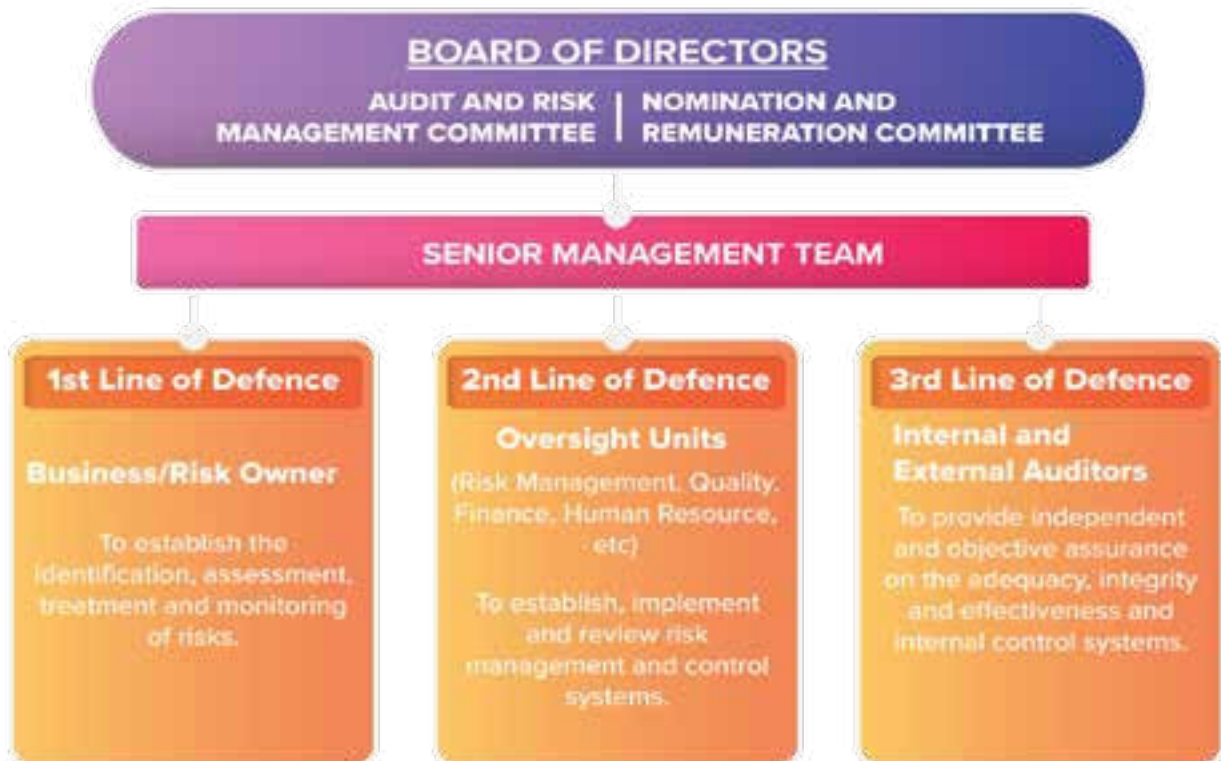 BOARD OF DIRECTORS
AUDIT AND RISK
MANAGEMENT COMMITTEE
NOMINATION AND
REMUNERATION COMMITTEE
SENIOR MANAGEMENT TEAM
1st Line of Defence
Business/Risk Owner
To establish the
identification, assessment,
treatment and monitoring
of risks.
2nd Line of Defence
Oversight Units
(Risk Management, Quality,
Finance, Human Resource,
etc)
To establish, implement
and review risk
management and control
systems.
3rd Line of Defence
Internal and
External Auditors
To provide independent
and objective assurance
on the adequacy, integrity
and effectiveness and
internal control systems.